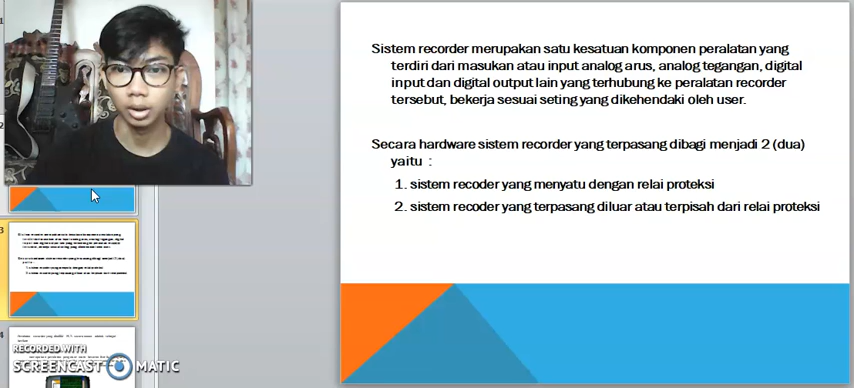 Sistem recorder merupakan satu kesatuan komponen peralatan yang
terdiri dari masukan atau input analog arus, analog tegangan, digital
input dan digital output lain yang terhubung ke peralatan recorder
tersebut, bekerja sesuai seting yang dikehendaki oleh user.
Secara hardware sistem recorder yang terpasang dibagi menjadi 2 (dua)
yaitu :
1. sistem recoder yang menyatu dengan relai proteksi
2. sistem recoder yang terpasang diluar atau terpisah dari relai proteksi
3
4
RECORDED WITH
SCREENCAST MATIC